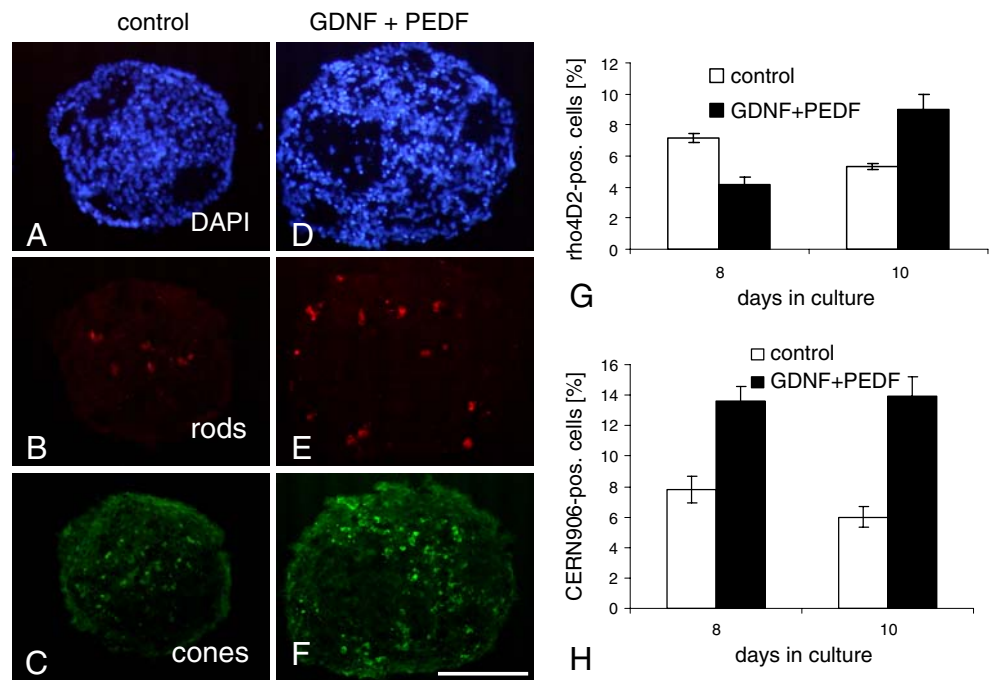 control
GDNF + PEDF
A
DAPI
D
B
rods
E
C
cones
F
rho4D2-pos. cells [%]
12
10
8
6
4
2
0
control
GDNF+PEDF
8
10
G
days in culture
CERN906-pos. cells [%]
16
14
12
10
8
6
4
2
0
control
GDNF+PEDF
8
10
H
days in culture